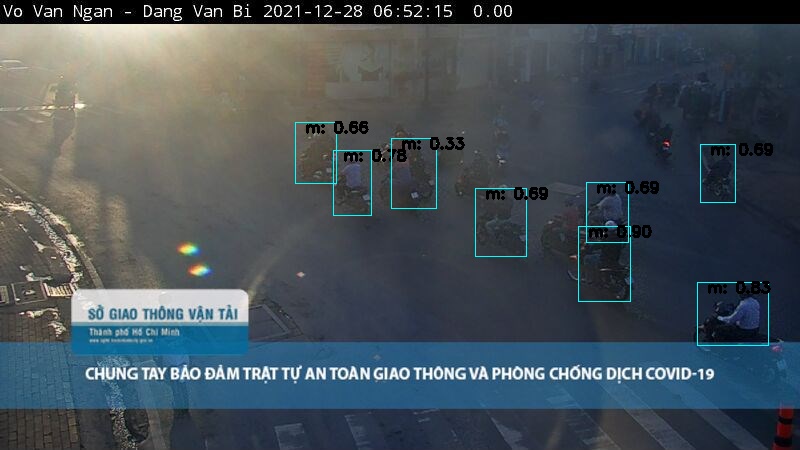 Vo Van Ngan - Dang Van Bi 2021-12-28 06:52:15 0.00
m: 0.66
m: 0.78
m: 0.33
m: 0.69
m: 0.69
m: 0.69
m: 0.90
m: 0.83
SỞ GIAO THÔNG VẬN TẢI
Thành phố Hồ Chí Minh
CHUNG TAY BẢO ĐẢM TRẬT TỰ AN TOÀN GIAO THÔNG VÀ PHÒNG CHỐNG DỊCH COVID-19